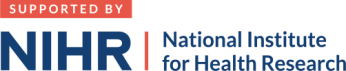 SUPPORTED BY
NIHR | National Institute
for Health Research